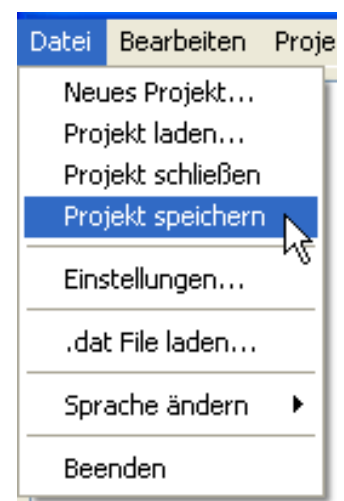 Datei Bearbeiten Proje
Neues Projekt...
Projekt laden...
Projekt schließen
Projekt speichern
Einstellungen...
.dat File laden...
Sprache ändern
Beenden